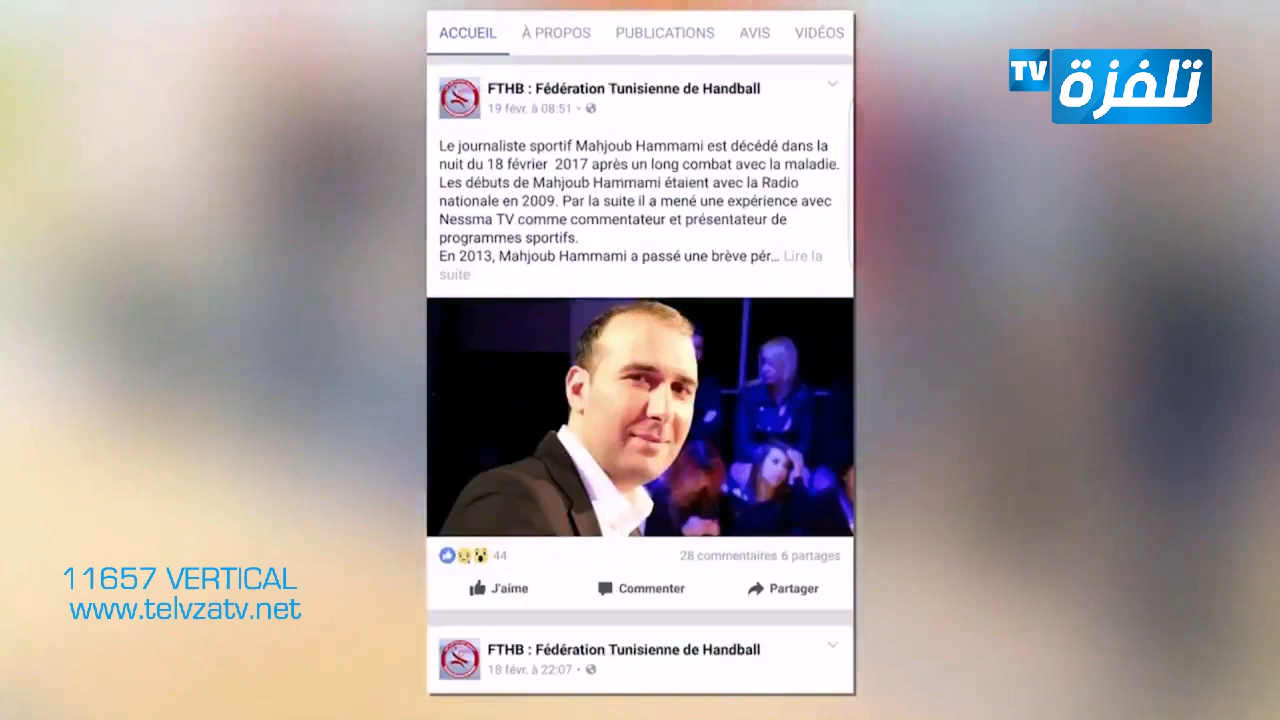 ACCUEIL À PROPOS PUBLICATIONS AVIS VIDÉOS
TV تلفزة
FTHB : Fédération Tunisienne de Handball
19 févr. à 08:51 •
Le journaliste sportif Mahjoub Hammami est décédé dans la
nuit du 18 février 2017 après un long combat avec la maladie.
Les débuts de Mahjoub Hammami étaient avec la Radio
nationale en 2009. Par la suite il a mené une expérience avec
Nessma TV comme commentateur et présentateur de
programmes sportifs.
En 2013, Mahjoub Hammami a passé une brève pér... Lire la
suite
44
28 commentaires 6 partages
J'aime Commenter Partager
FTHB : Fédération Tunisienne de Handball
18 févr. à 22:07 •
11657 VERTICAL
www.telvzatv.net